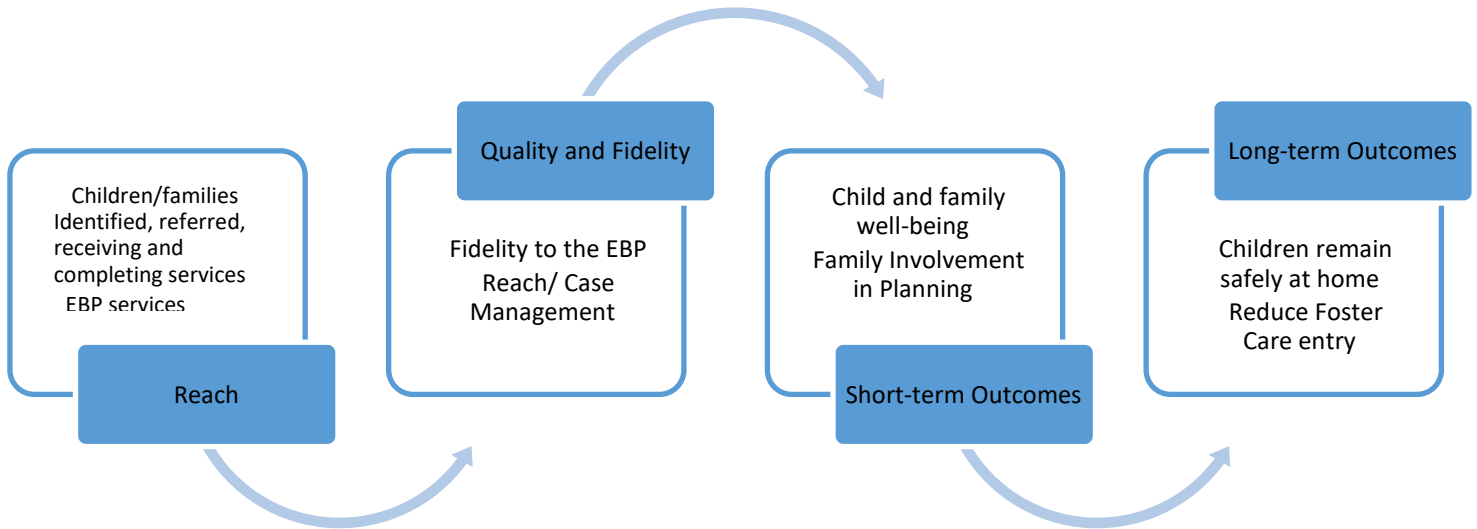 Children/families
Identified, referred,
receiving and
completing services
EBP services
Reach
Quality and Fidelity
Fidelity to the EBP
Reach/ Case
Management
Child and family
well-being
Family Involvement
in Planning
Short-term Outcomes
Long-term Outcomes
Children remain
safely at home
Reduce Foster
Care entry